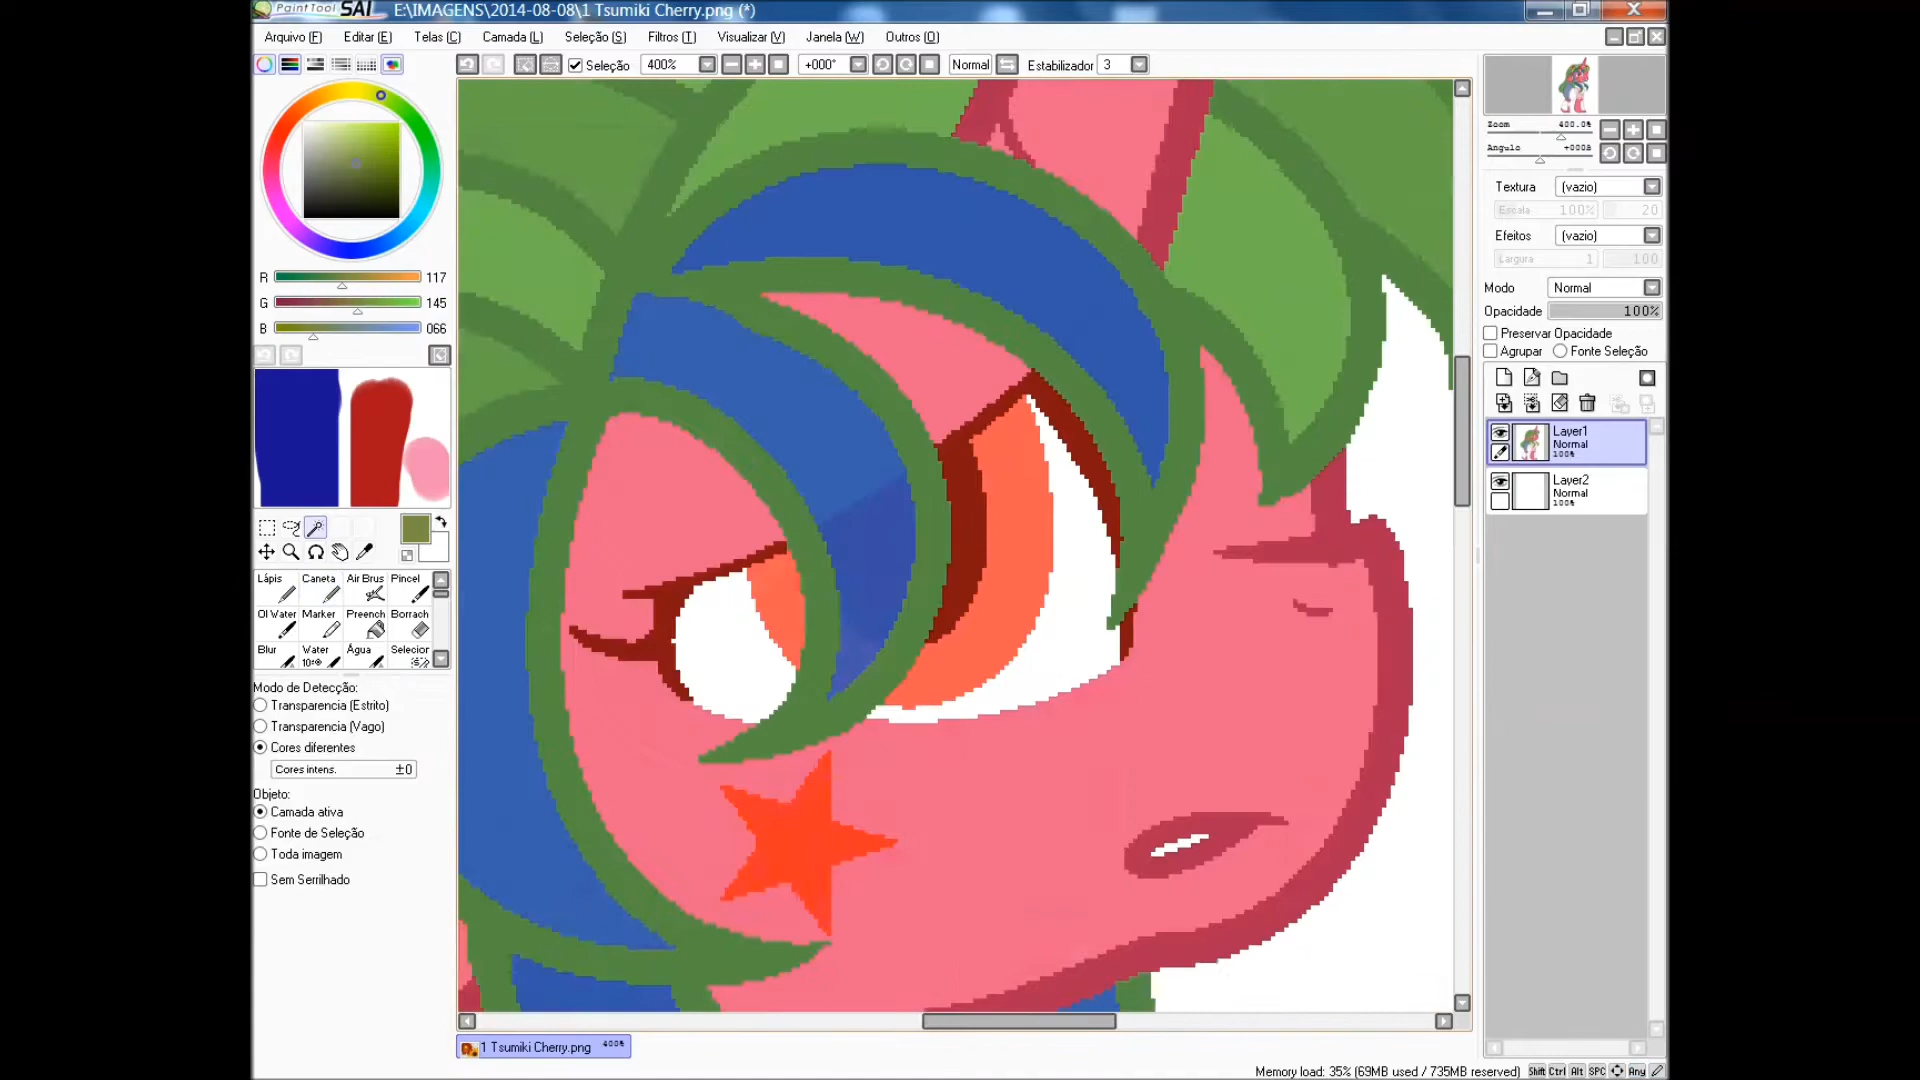 PaintTool SAI E:\IMAGENS\2014-08-08\1 Tsumiki Cherry.png (*)
Arquivo (F) Editar (E) Telas (C) Camada (L) Seleção (S) Filtros (T) Visualizar (V) Janela (W) Outros (O)
Seleção 400% +000° Normal Estabilizador 3
Zoom 400.0%
Angulo +000°
R 117
G 145
B 066
Textura (vazio)
Escala 100% 20
Efeitos (vazio)
Largura 1 100
Modo Normal
Opacidade 100%
Preservar Opacidade
Agrupar Fonte Seleção
Layer1
Normal
100%
Layer2
Normal
100%
Lápis Caneta Air Brus Pincel
Ol Water Marker Preench Borrach
Blur Water Água Selecior
Modo de Detecção:
Transparencia (Estrito)
Transparencia (Vago)
Cores diferentes
Cores intens. ±0
Objeto:
Camada ativa
Fonte de Seleção
Toda imagem
Sem Serrilhado
1 Tsumiki Cherry.png 400%
Memory load: 35% (69MB used / 735MB reserved) Shift Ctrl Alt SPC Any